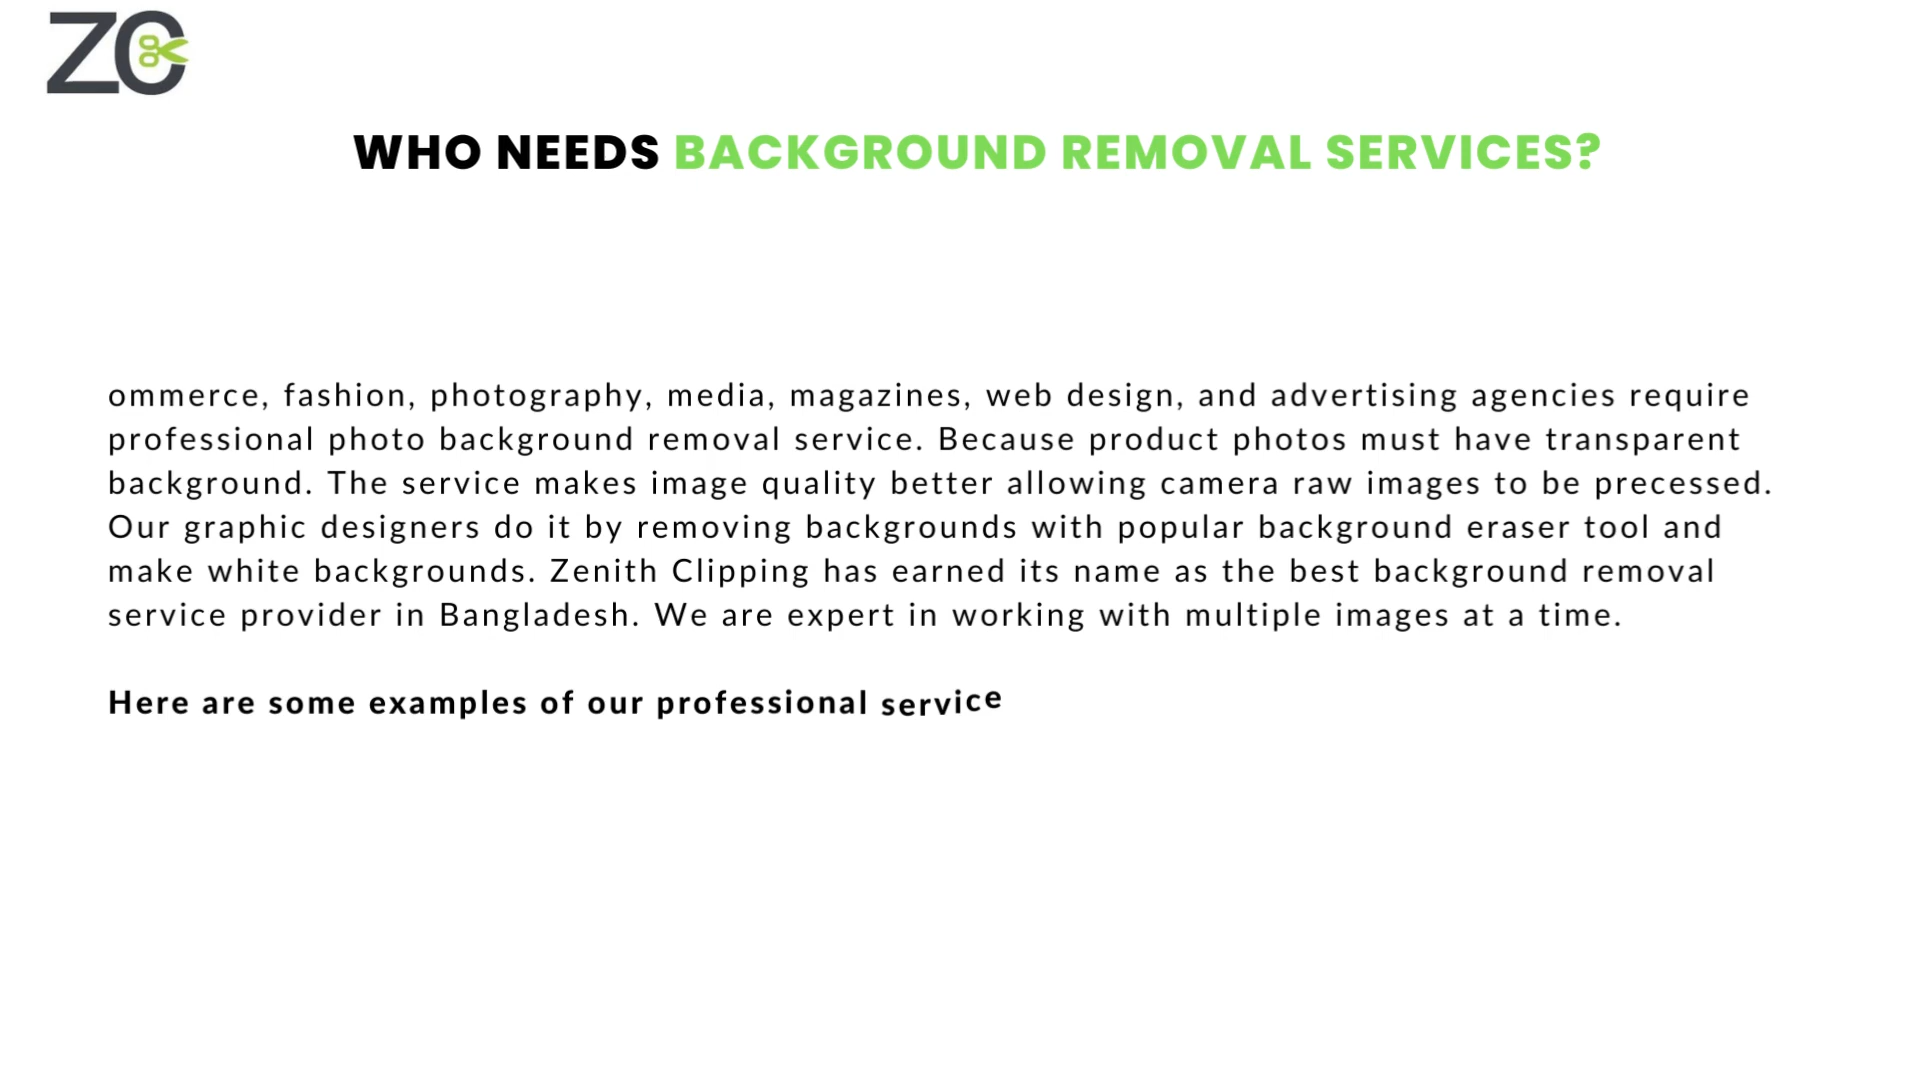 ZC
WHO NEEDS BACKGROUND REMOVAL SERVICES?
ommerce, fashion, photography, media, magazines, web design, and advertising agencies require
professional photo background removal service. Because product photos must have transparent
background. The service makes image quality better allowing camera raw images to be precessed.
Our graphic designers do it by removing backgrounds with popular background eraser tool and
make white backgrounds. Zenith Clipping has earned its name as the best background removal
service provider in Bangladesh. We are expert in working with multiple images at a time.
Here are some examples of our professional service